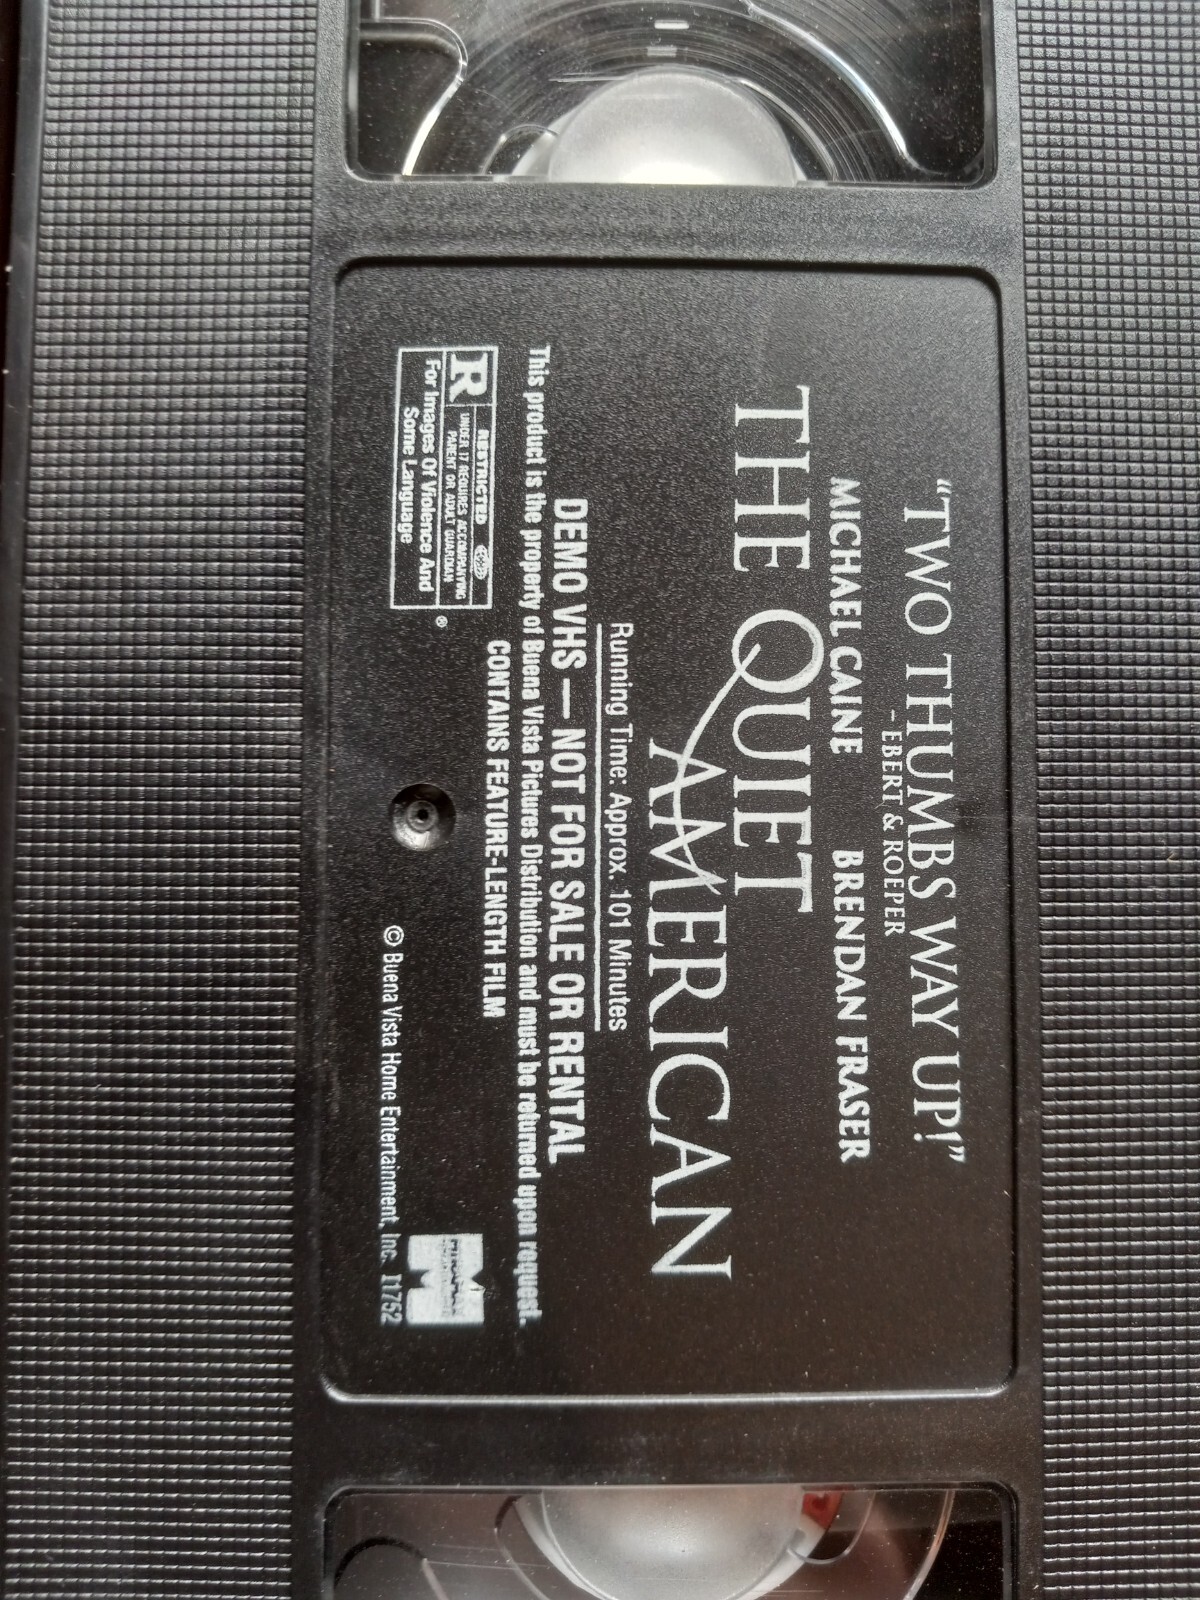 “TWO THUMBS WAY UP!”
- EBERT & ROEPER
MICHAEL CAINE BRENDAN FRASER
THE QUIET
AMERICAN
Running Time: Approx. 101 Minutes
DEMO VHS — NOT FOR SALE OR RENTAL
This product is the property of Buena Vista Pictures Distribution and must be returned upon request.
CONTAINS FEATURE-LENGTH FILM
R RESTRICTED
UNDER 17 REQUIRES ACCOMPANYING
PARENT OR ADULT GUARDIAN
For Images Of Violence And
Some Language
®
MIRAMAX
© Buena Vista Home Entertainment, Inc. 11752